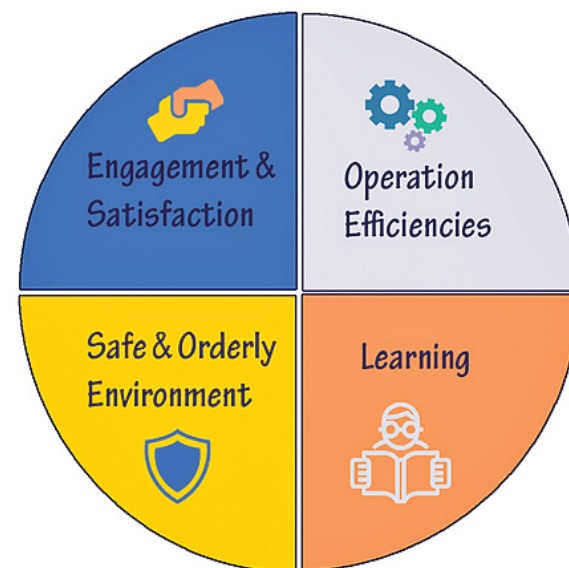 Engagement &
Satisfaction
Operation
Efficiencies
Safe & Orderly
Environment
Learning